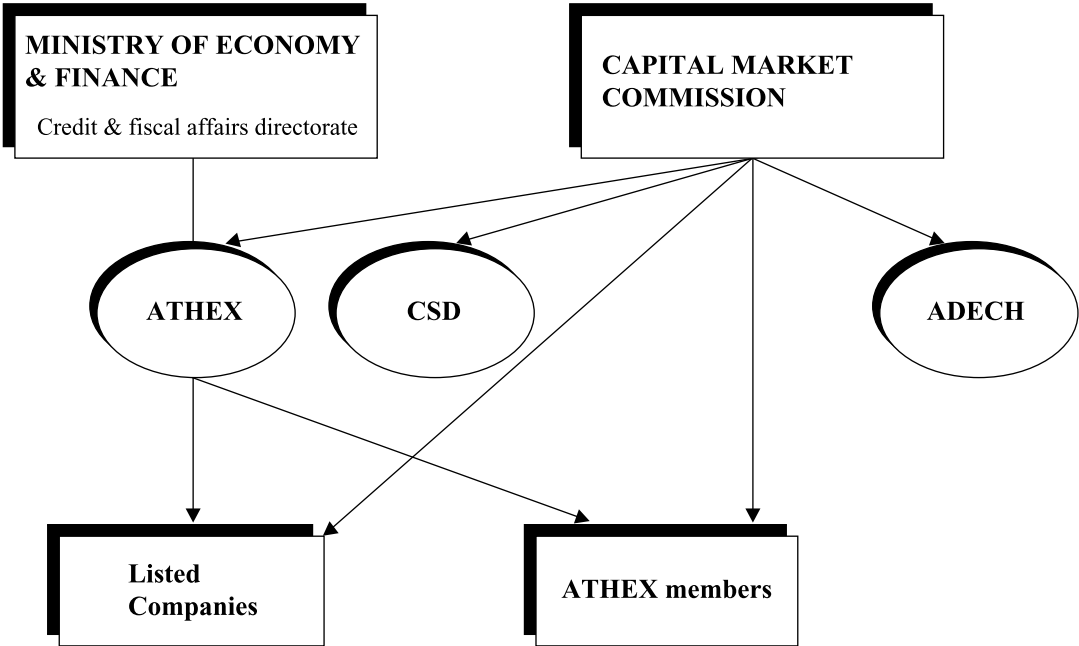 MINISTRY OF ECONOMY
& FINANCE
Credit & fiscal affairs directorate
CAPITAL MARKET
COMMISSION
ATHEX
CSD
ADECH
Listed
Companies
ATHEX members